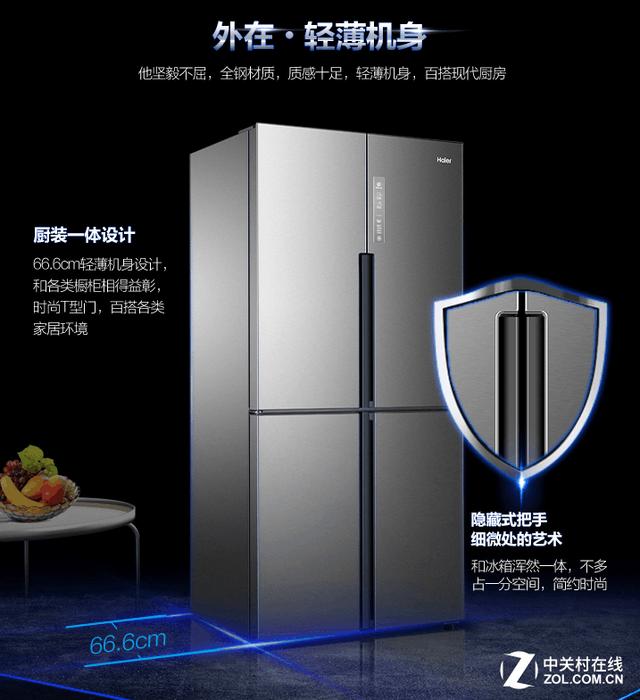 外在·轻薄机身
他坚毅不屈，全钢材质，质感十足，轻薄机身，百搭现代厨房
Haier
厨装一体设计
66.6cm轻薄机身设计，
和各类橱柜相得益彰，
时尚T型门，百搭各类
家居环境
隐藏式把手
细微处的艺术
和冰箱浑然一体，不多
占一分空间，简约时尚
66.6cm
Z
中关村在线
ZOL.COM.CN